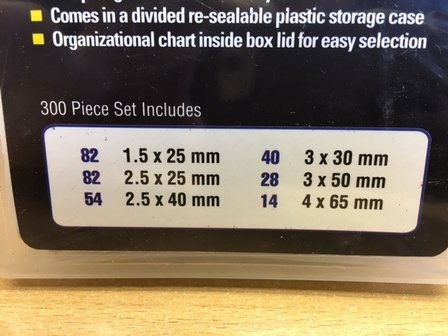 Comes in a divided re-sealable plastic storage case
Organizational chart inside box lid for easy selection
300 Piece Set Includes
82 1.5 x 25 mm
82 2.5 x 25 mm
54 2.5 x 40 mm
40 3 x 30 mm
28 3 x 50 mm
14 4 x 65 mm